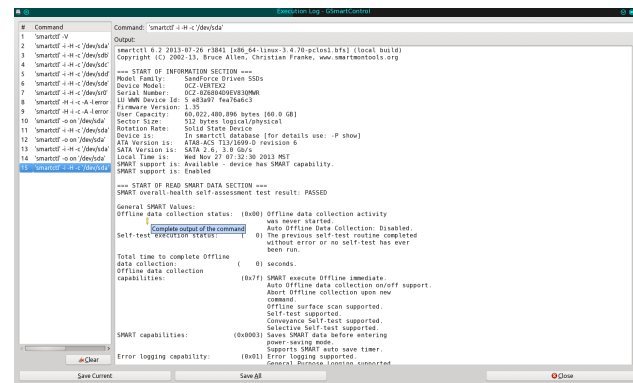 Execution Log - GSmartControl
# Command
1 'smartctl' -V
2 'smartctl' -i -H -c '/dev/sda'
3 'smartctl' -i -H -c '/dev/sdb'
4 'smartctl' -i -H -c '/dev/sdc'
5 'smartctl' -i -H -c '/dev/sdd'
6 'smartctl' -i -H -c '/dev/sde'
7 'smartctl' -i -H -c '/dev/sr0'
8 'smartctl' -H -i -c -A -l error
9 'smartctl' -H -i -c -A -l error
10 'smartctl' -o on '/dev/sda'
11 'smartctl' -i -H -c '/dev/sda'
12 'smartctl' -o on '/dev/sda'
13 'smartctl' -i -H -c '/dev/sda'
14 'smartctl' -o on '/dev/sda'
15 'smartctl' -i -H -c '/dev/sda'
Clear
Command: 'smartctl' -i -H -c '/dev/sda'
Output:
smartctl 6.2 2013-07-26 r3841 [x86_64-linux-3.4.70-pclos1.bfs] (local build)
Copyright (C) 2002-13, Bruce Allen, Christian Franke, www.smartmontools.org
=== START OF INFORMATION SECTION ===
Model Family: SandForce Driven SSDs
Device Model: OCZ-VERTEX2
Serial Number: OCZ-0Z6804D9EV83QMWR
LU WWN Device Id: 5 e83a97 fea76a6c3
Firmware Version: 1.35
User Capacity: 60,022,480,896 bytes [60.0 GB]
Sector Size: 512 bytes logical/physical
Rotation Rate: Solid State Device
Device is: In smartctl database [for details use: -P show]
ATA Version is: ATA8-ACS T13/1699-D revision 6
SATA Version is: SATA 2.6, 3.0 Gb/s
Local Time is: Wed Nov 27 07:32:30 2013 MST
SMART support is: Available - device has SMART capability.
SMART support is: Enabled
=== START OF READ SMART DATA SECTION ===
SMART overall-health self-assessment test result: PASSED
General SMART Values:
Offline data collection status: (0x00) Offline data collection activity
was never started.
Auto Offline Data Collection: Disabled.
Complete output of the command
Self-test execution status: ( 0) The previous self-test routine completed
without error or no self-test has ever
been run.
Total time to complete Offline
data collection: ( 0) seconds.
Offline data collection
capabilities: (0x7f) SMART execute Offline immediate.
Auto Offline data collection on/off support.
Abort Offline collection upon new
command.
Offline surface scan supported.
Self-test supported.
Conveyance Self-test supported.
Selective Self-test supported.
SMART capabilities: (0x0003) Saves SMART data before entering
power-saving mode.
Supports SMART auto save timer.
Error logging capability: (0x01) Error logging supported.
General Purpose Logging supported.
Save Current
Save All
Close